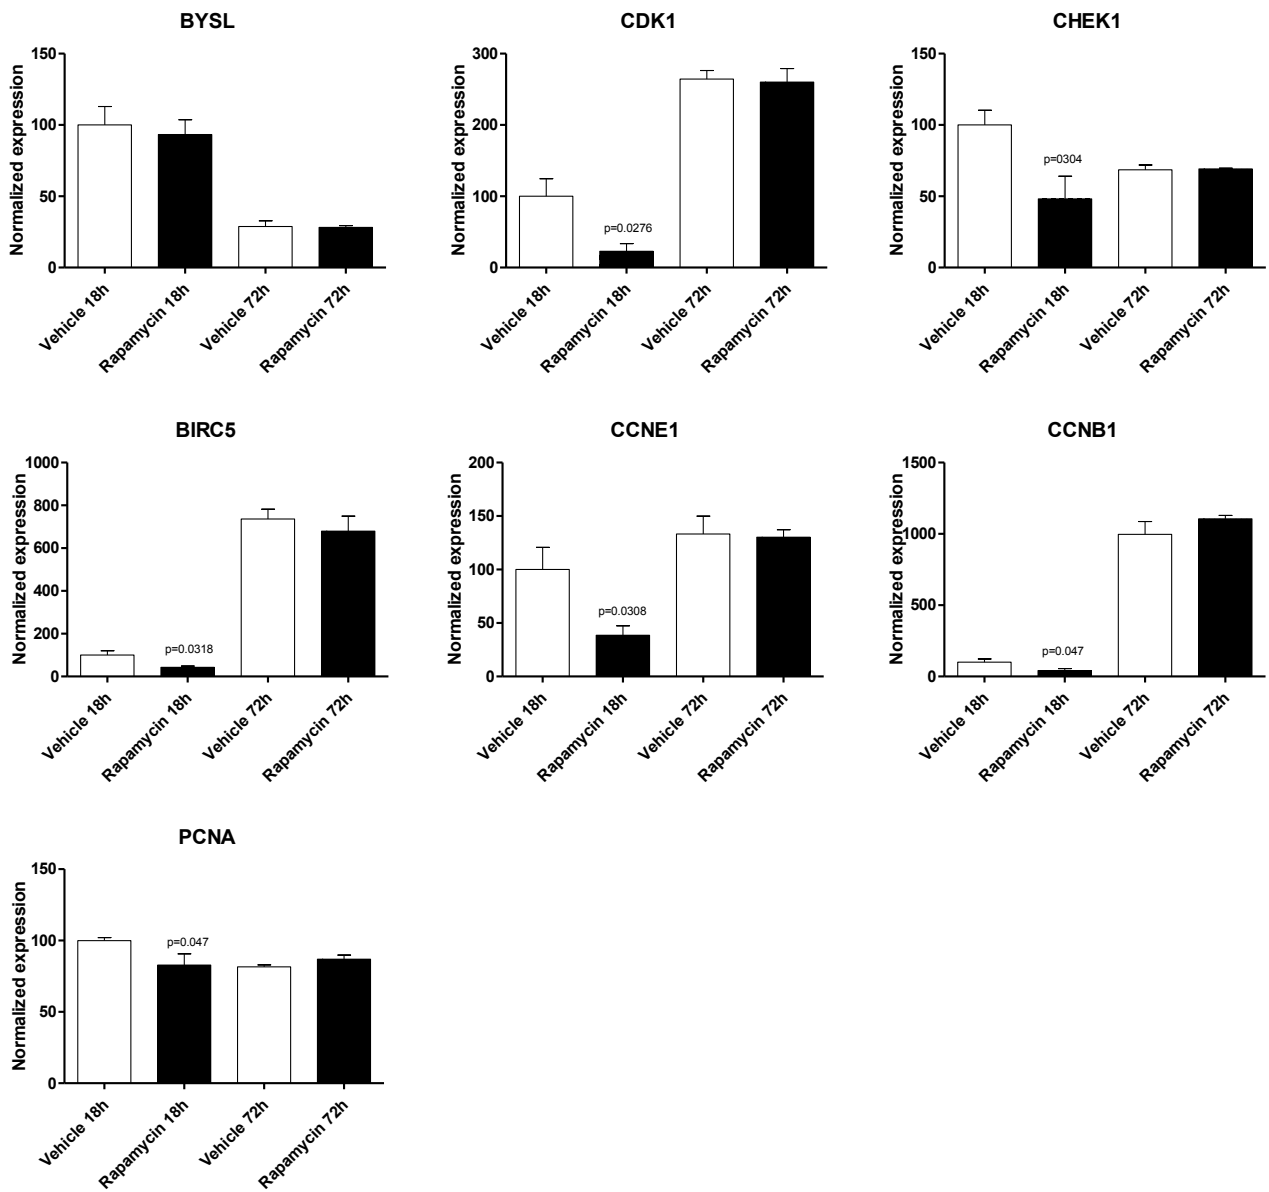 BYSL
Normalized expression
150
100
50
0
Vehicle 18h
Rapamycin 18h
Vehicle 72h
Rapamycin 72h
CDK1
Normalized expression
300
200
100
0
p=0.0276
Vehicle 18h
Rapamycin 18h
Vehicle 72h
Rapamycin 72h
CHEK1
Normalized expression
150
100
50
0
p=0304
Vehicle 18h
Rapamycin 18h
Vehicle 72h
Rapamycin 72h
BIRC5
Normalized expression
1000
800
600
400
200
0
p=0.0318
Vehicle 18h
Rapamycin 18h
Vehicle 72h
Rapamycin 72h
CCNE1
Normalized expression
200
150
100
50
0
p=0.0308
Vehicle 18h
Rapamycin 18h
Vehicle 72h
Rapamycin 72h
CCNB1
Normalized expression
1500
1000
500
0
p=0.047
Vehicle 18h
Rapamycin 18h
Vehicle 72h
Rapamycin 72h
PCNA
Normalized expression
150
100
50
0
p=0.047
Vehicle 18h
Rapamycin 18h
Vehicle 72h
Rapamycin 72h